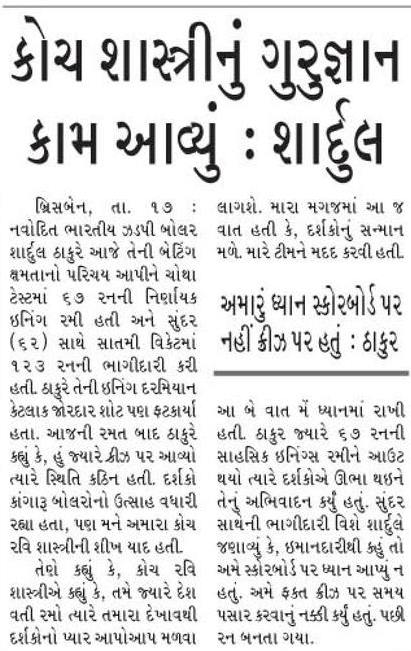 કોચ શાસ્ત્રીનું ગુરુજ્ઞાન
કામ આવ્યું : શાર્દુલ
બ્રિસબેન, તા. ૧૭ :
નવોદિત ભારતીય ઝડપી બોલર
શાર્દુલ ઠાકુરે આજે તેની બેટિંગ
ક્ષમતાનો પરિચય આપીને ચોથા
ટેસ્ટમાં ૬૭ રનની નિર્ણાયક
ઇનિંગ રમી હતી અને સુંદર
(૬૨) સાથે સાતમી વિકેટમાં
૧૨૩ રનની ભાગીદારી કરી
હતી. ઠાકુરે તેની ઇનિંગ દરમિયાન
કેટલાક જોરદાર શોટ પણ ફટકાર્યા
હતા. આજની રમત બાદ ઠાકુરે
કહ્યું કે, હું જ્યારે ક્રીઝ પર આવ્યો
ત્યારે સ્થિતિ કઠિન હતી. દર્શકો
કાંગારૂ બોલરોનો ઉત્સાહ વધારી
રહ્યા હતા, પણ મને અમારા કોચ
રવિ શાસ્ત્રીની શીખ યાદ હતી.
તેણે કહ્યું કે, કોચ રવિ
શાસ્ત્રીએ કહ્યું કે, તમે જ્યારે દેશ
વતી રમો ત્યારે તમારા દેખાવથી
દર્શકોનો પ્યાર આપોઆપ મળવા
લાગશે. મારા મગજમાં આ જ
વાત હતી કે, દર્શકોનું સન્માન
મળે. મારે ટીમને મદદ કરવી હતી.
અમારું ધ્યાન સ્કોરબોર્ડ પર
નહીં ક્રીઝ પર હતું : ઠાકુર
આ બે વાત મેં ધ્યાનમાં રાખી
હતી. ઠાકુર જ્યારે ૬૭ રનની
સાહસિક ઇનિંગ્સ રમીને આઉટ
થયો ત્યારે દર્શકોએ ઊભા થઇને
તેનું અભિવાદન કર્યું હતું. સુંદર
સાથેની ભાગીદારી વિશે શાર્દુલે
જણાવ્યું કે, ઇમાનદારીથી કહું તો
અમે સ્કોરબોર્ડ પર ધ્યાન આપ્યું ન
હતું. અમે ફક્ત ક્રીઝ પર સમય
પસાર કરવાનું નક્કી કર્યું હતું. પછી
રન બનતા ગયા.